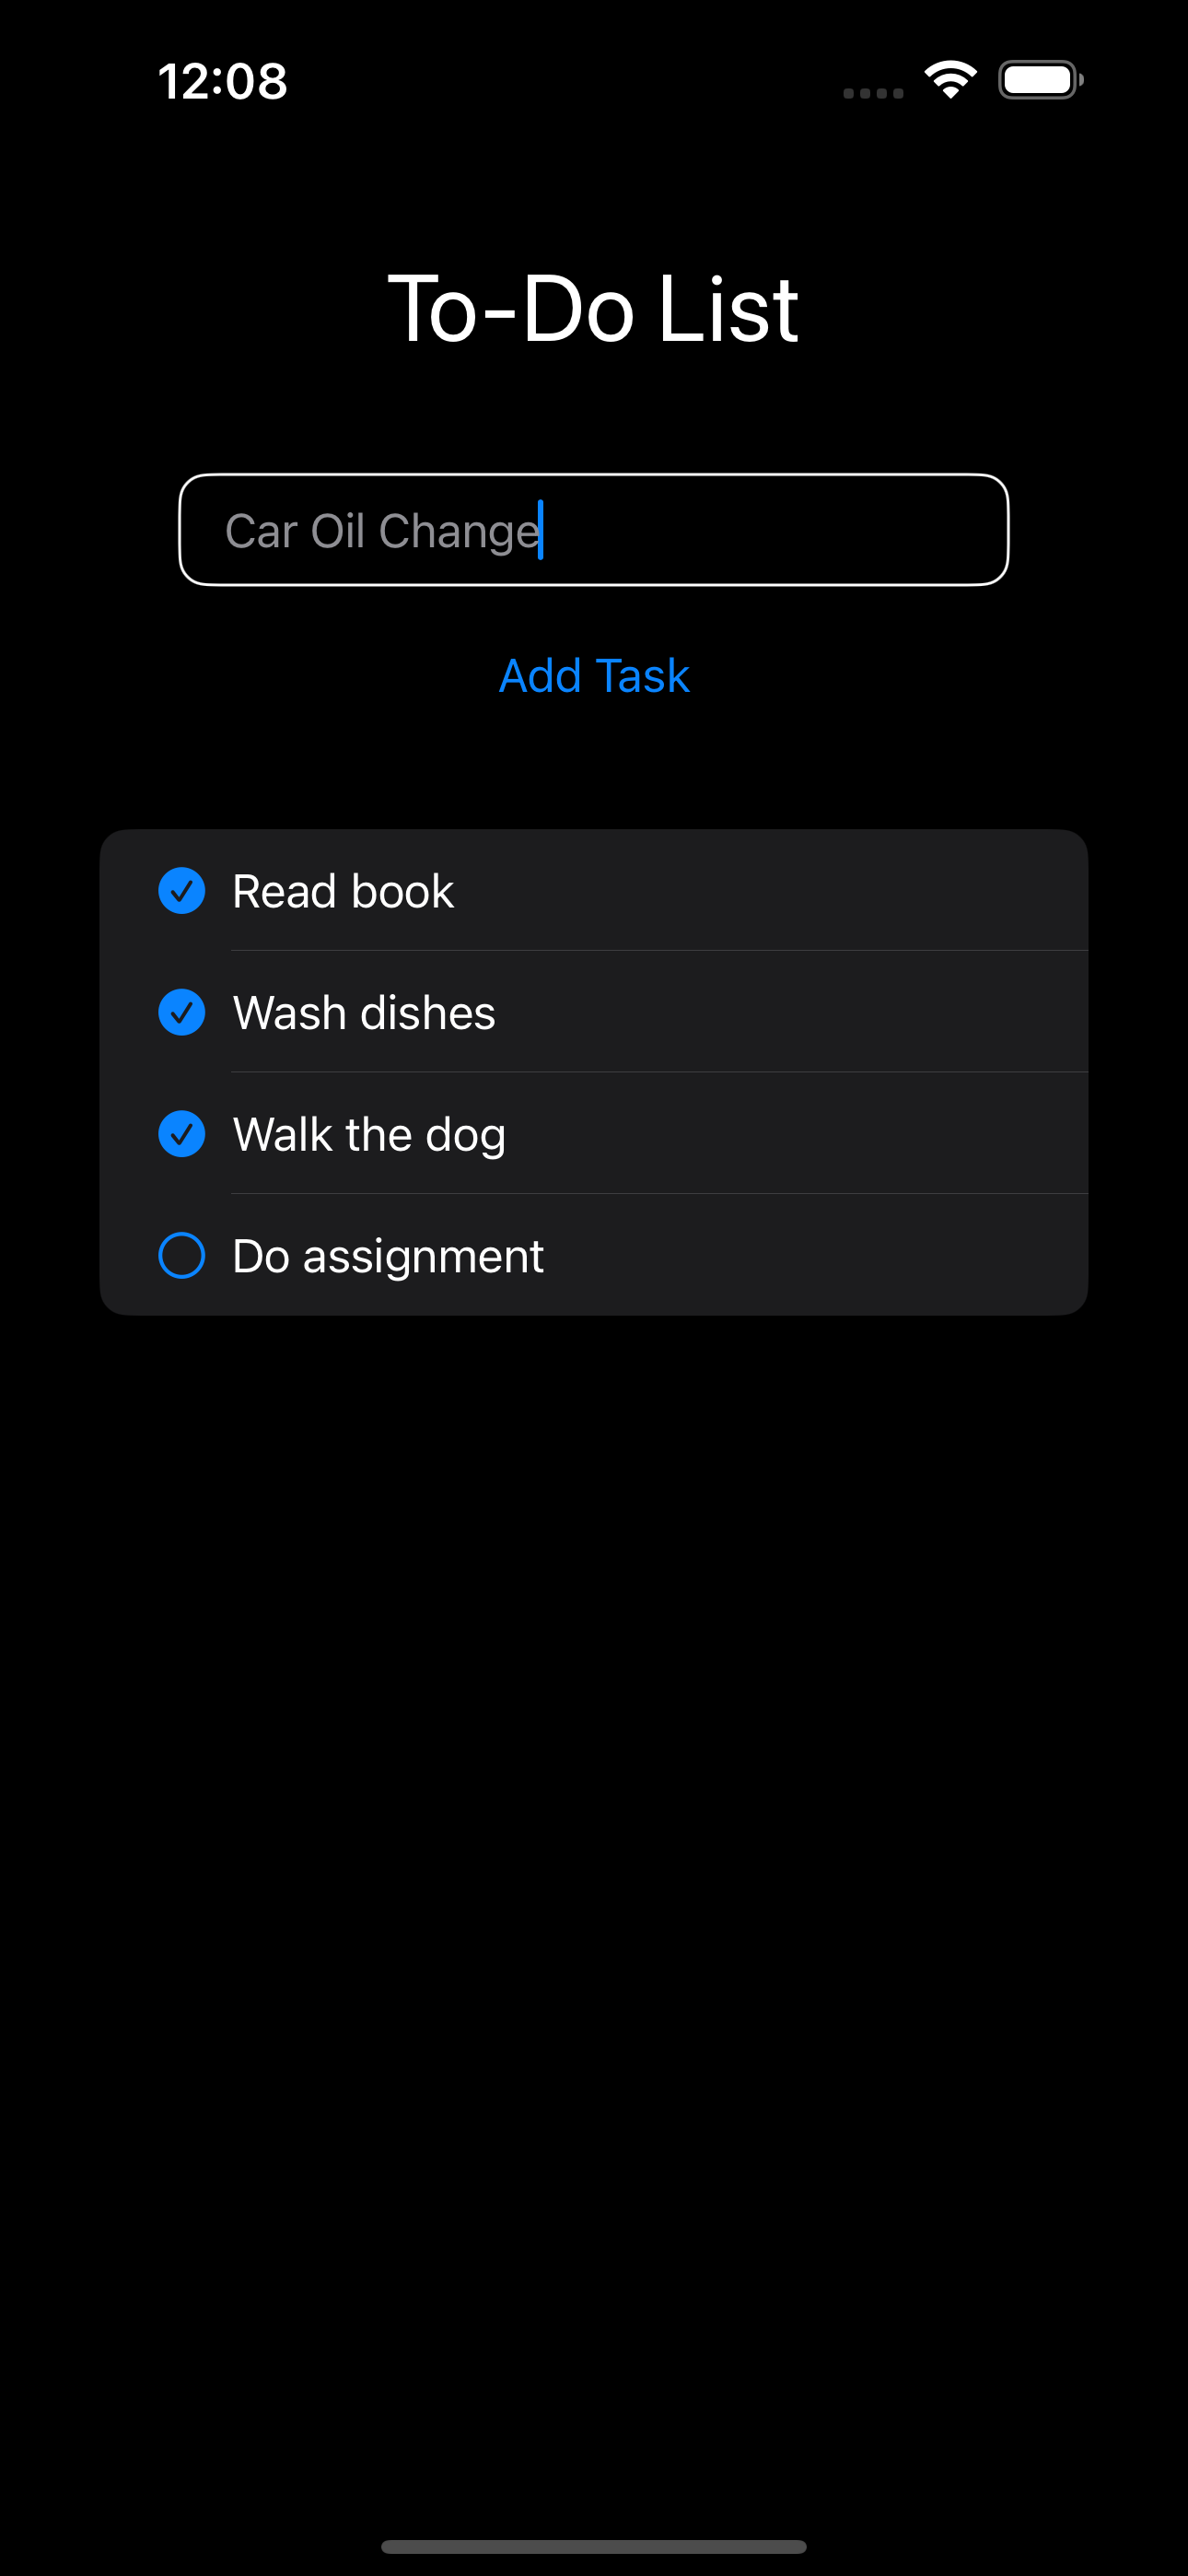 12:08
To-Do List
Car Oil Change
Add Task
Read book
Wash dishes
Walk the dog
Do assignment